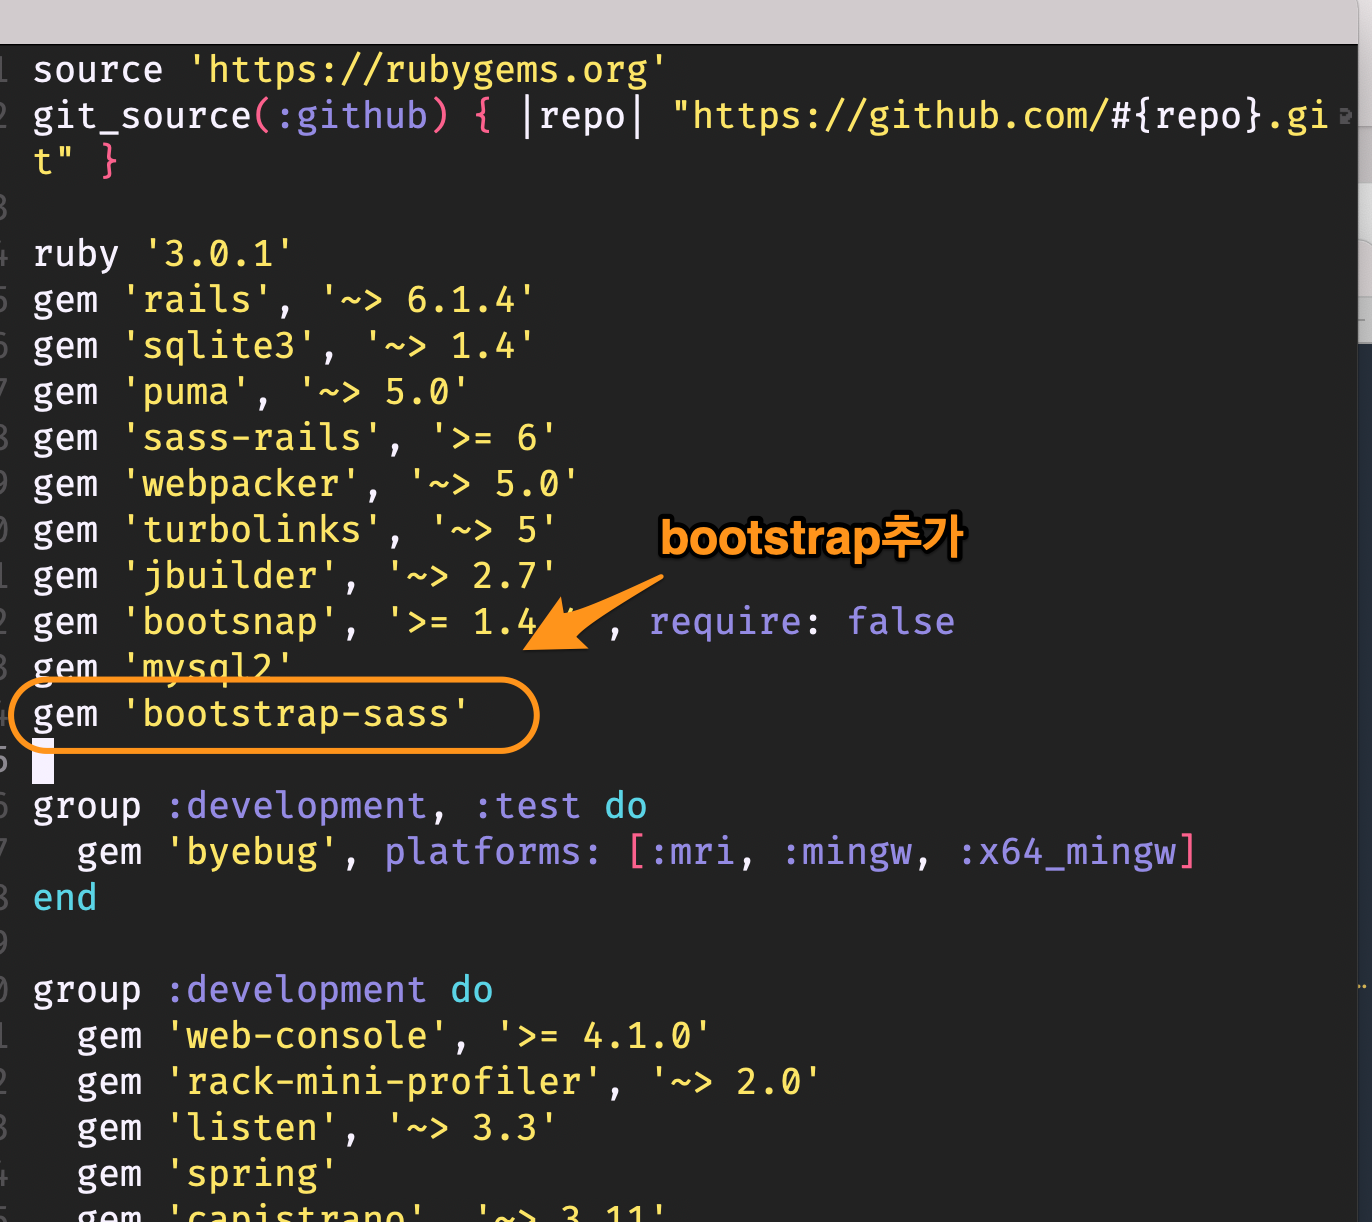 source 'https://rubygems.org'
git_source(:github) { |repo| "https://github.com/#{repo}.gi
t" }
ruby '3.0.1'
gem 'rails', '~> 6.1.4'
gem 'sqlite3', '~> 1.4'
gem 'puma', '~> 5.0'
gem 'sass-rails', '>= 6'
gem 'webpacker', '~> 5.0'
gem 'turbolinks', '~> 5'
bootstrap추가
gem 'jbuilder', '~> 2.7'
gem 'bootsnap', '>= 1.4 , require: false
gem 'mysql2'
gem 'bootstrap-sass'
group :development, :test do
gem 'byebug', platforms: [:mri, :mingw, :x64_mingw]
end
group :development do
gem 'web-console', '>= 4.1.0'
gem 'rack-mini-profiler', '~> 2.0'
gem 'listen', '~> 3.3'
gem 'spring'
gem 'capistrano', '~> 3.11'